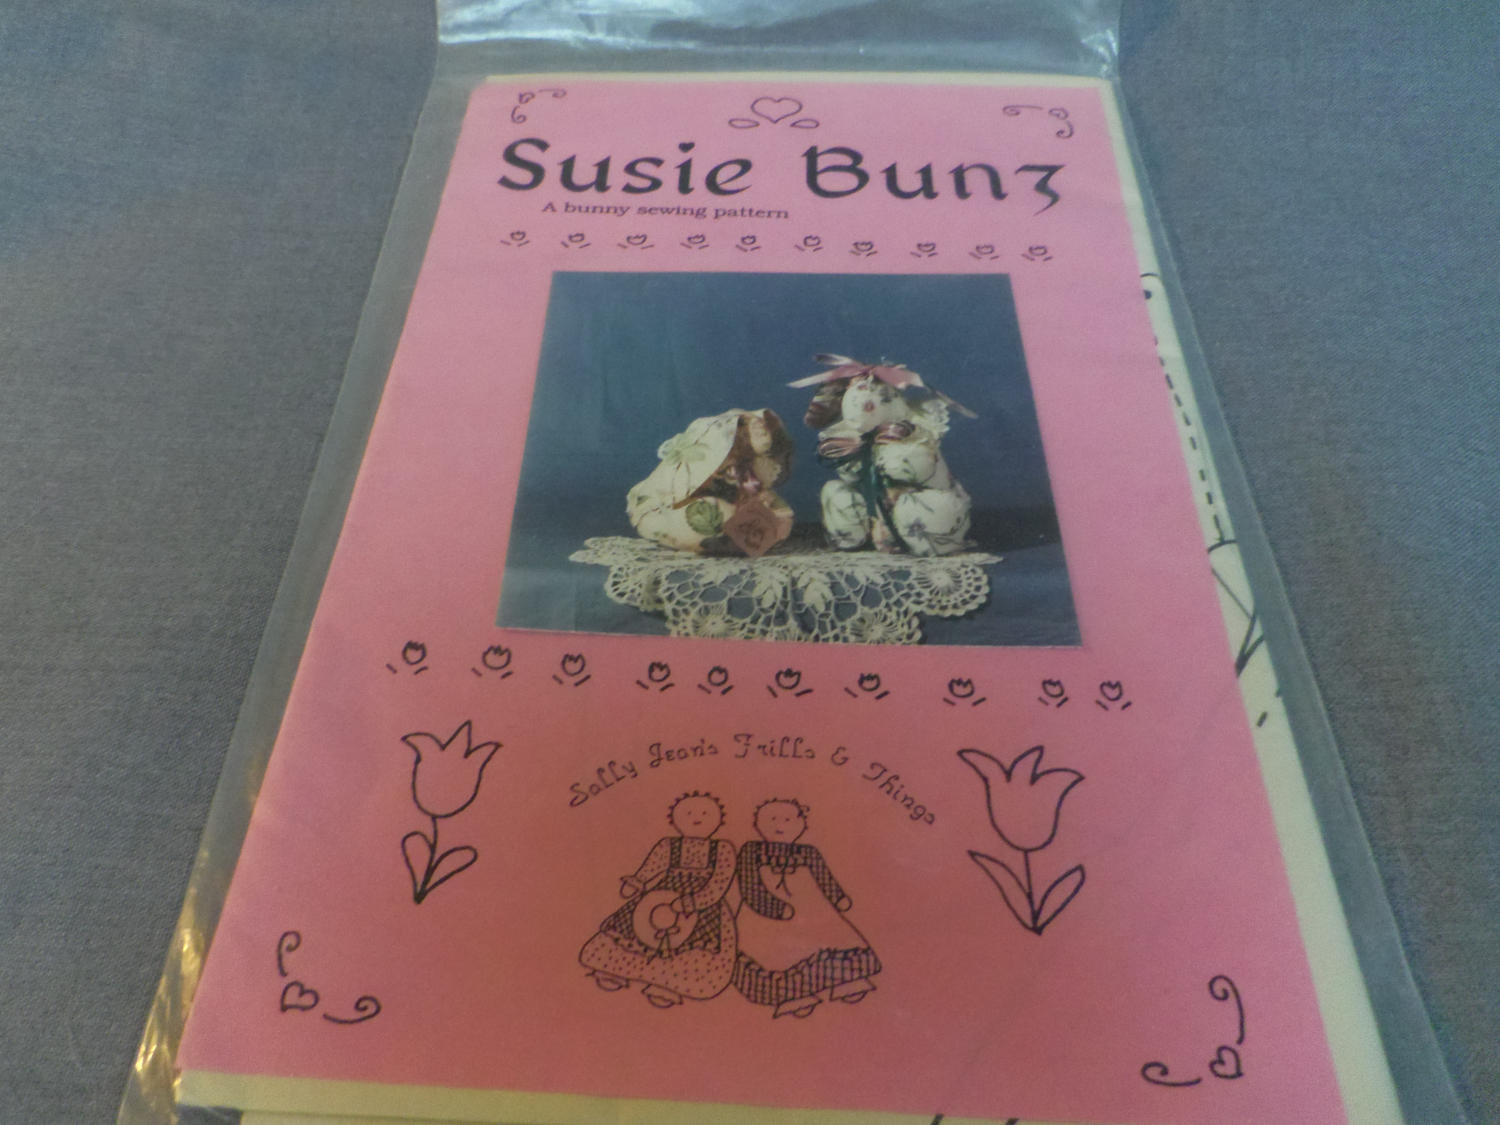 Susie Bunz
A bunny sewing pattern
Sally Jean's Frills & Things